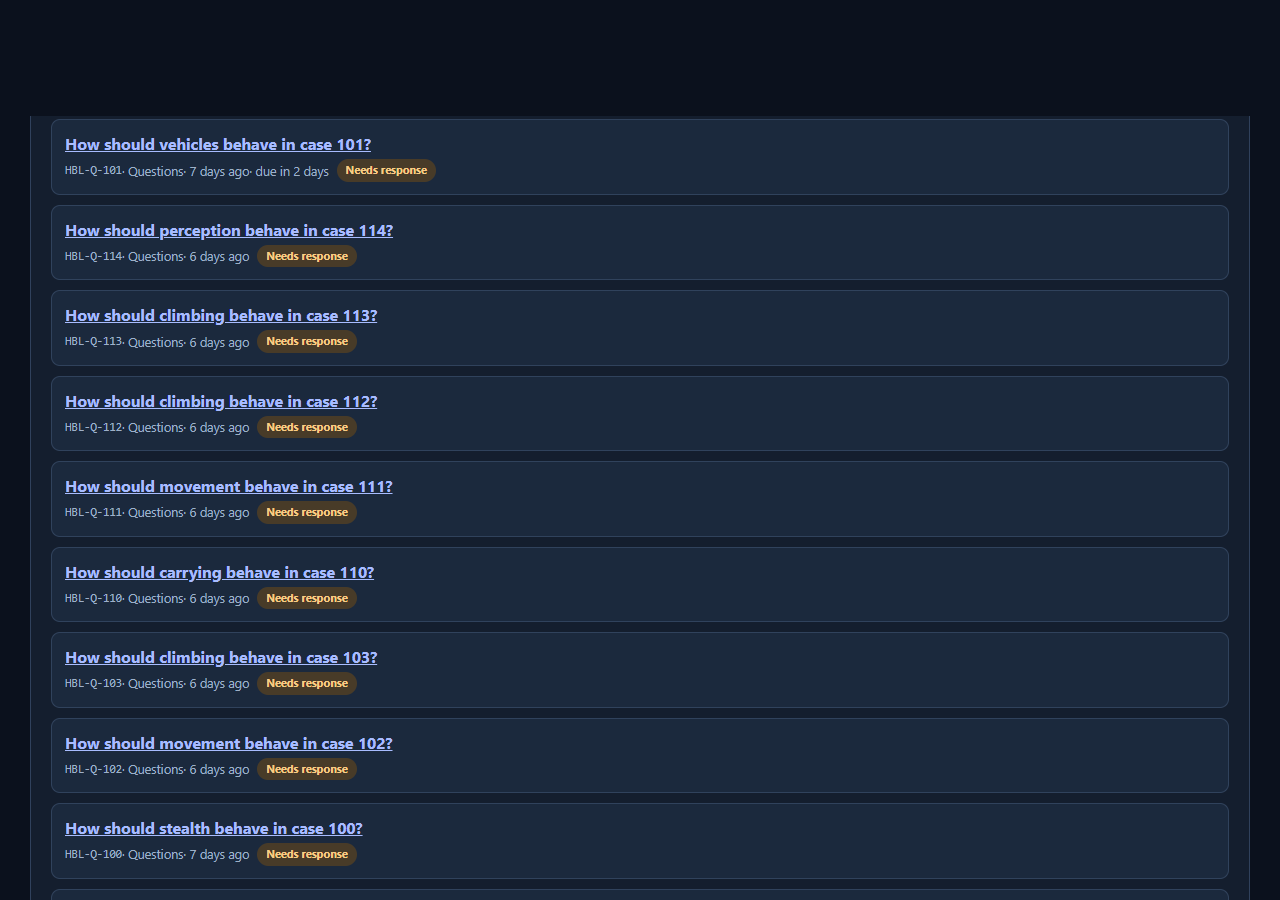 How should vehicles behave in case 101?
HBL-Q-101· Questions· 7 days ago· due in 2 days Needs response
How should perception behave in case 114?
HBL-Q-114· Questions· 6 days ago Needs response
How should climbing behave in case 113?
HBL-Q-113· Questions· 6 days ago Needs response
How should climbing behave in case 112?
HBL-Q-112· Questions· 6 days ago Needs response
How should movement behave in case 111?
HBL-Q-111· Questions· 6 days ago Needs response
How should carrying behave in case 110?
HBL-Q-110· Questions· 6 days ago Needs response
How should climbing behave in case 103?
HBL-Q-103· Questions· 6 days ago Needs response
How should movement behave in case 102?
HBL-Q-102· Questions· 6 days ago Needs response
How should stealth behave in case 100?
HBL-Q-100· Questions· 7 days ago Needs response